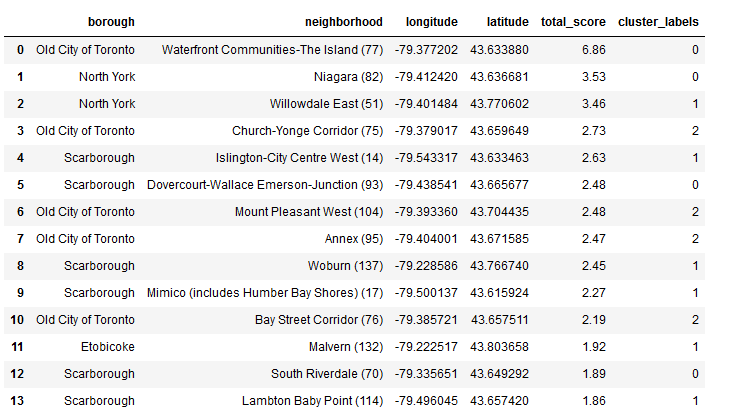 borough neighborhood longitude latitude total_score cluster_labels
0 Old City of Toronto Waterfront Communities-The Island (77) -79.377202 43.633880 6.86 0
1 North York Niagara (82) -79.412420 43.636681 3.53 0
2 North York Willowdale East (51) -79.401484 43.770602 3.46 1
3 Old City of Toronto Church-Yonge Corridor (75) -79.379017 43.659649 2.73 2
4 Scarborough Islington-City Centre West (14) -79.543317 43.633463 2.63 1
5 Scarborough Dovercourt-Wallace Emerson-Junction (93) -79.438541 43.665677 2.48 0
6 Old City of Toronto Mount Pleasant West (104) -79.393360 43.704435 2.48 2
7 Old City of Toronto Annex (95) -79.404001 43.671585 2.47 2
8 Scarborough Woburn (137) -79.228586 43.766740 2.45 1
9 Scarborough Mimico (includes Humber Bay Shores) (17) -79.500137 43.615924 2.27 1
10 Old City of Toronto Bay Street Corridor (76) -79.385721 43.657511 2.19 2
11 Etobicoke Malvern (132) -79.222517 43.803658 1.92 1
12 Scarborough South Riverdale (70) -79.335651 43.649292 1.89 0
13 Scarborough Lambton Baby Point (114) -79.496045 43.657420 1.86 1